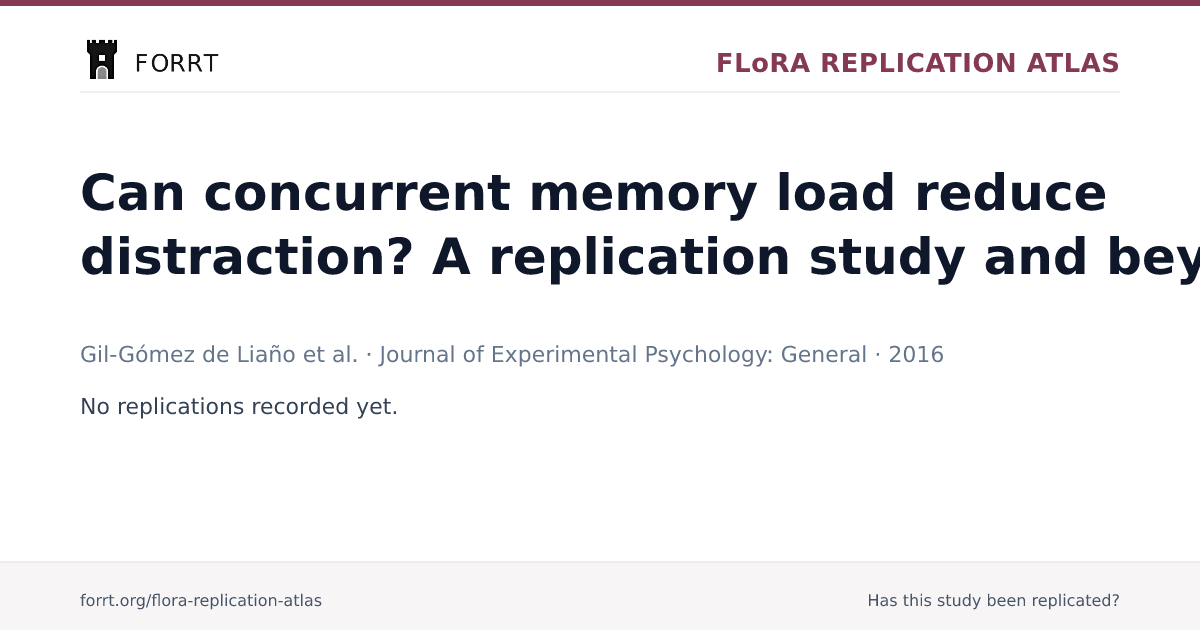 FORRT
FLoRA REPLICATION ATLAS
Can concurrent memory load reduce
distraction? A replication study and bey
Gil-Gómez de Liaño et al. · Journal of Experimental Psychology: General · 2016
No replications recorded yet.
forrt.org/flora-replication-atlas
Has this study been replicated?